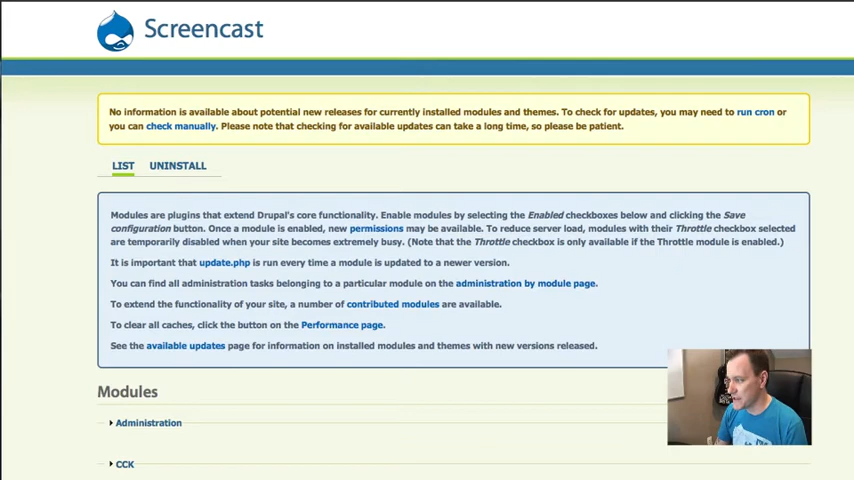 Screencast
No information is available about potential new releases for currently installed modules and themes. To check for updates, you may need to run cron or
you can check manually. Please note that checking for available updates can take a long time, so please be patient.
LIST UNINSTALL
Modules are plugins that extend Drupal's core functionality. Enable modules by selecting the Enabled checkboxes below and clicking the Save
configuration button. Once a module is enabled, new permissions may be available. To reduce server load, modules with their Throttle checkbox selected
are temporarily disabled when your site becomes extremely busy. (Note that the Throttle checkbox is only available if the Throttle module is enabled.)
It is important that update.php is run every time a module is updated to a newer version.
You can find all administration tasks belonging to a particular module on the administration by module page.
To extend the functionality of your site, a number of contributed modules are available.
To clear all caches, click the button on the Performance page.
See the available updates page for information on installed modules and themes with new versions released.
Modules
Administration
CCK